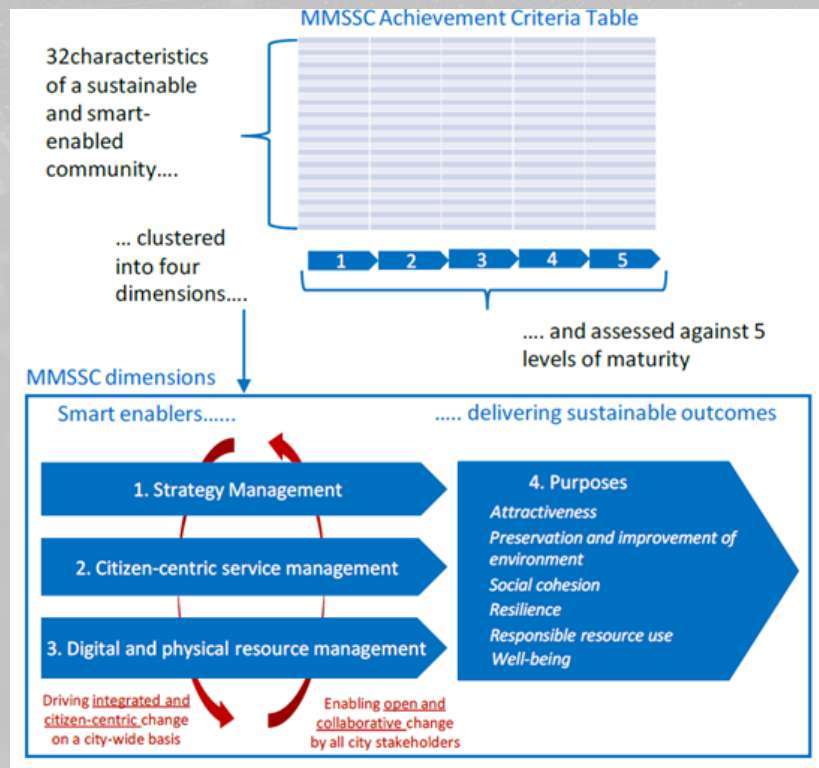 MMSSC Achievement Criteria Table
32characteristics
of a sustainable
and smart-
enabled
community....
... clustered
into four
dimensions....
1 2 3 4 5
.... and assessed against 5
levels of maturity
MMSSC dimensions
Smart enablers......
..... delivering sustainable outcomes
1. Strategy Management
2. Citizen-centric service management
3. Digital and physical resource management
4. Purposes
Attractiveness
Preservation and improvement of
environment
Social cohesion
Resilience
Responsible resource use
Well-being
Driving integrated and
citizen-centric change
on a city-wide basis
Enabling open and
collaborative change
by all city stakeholders